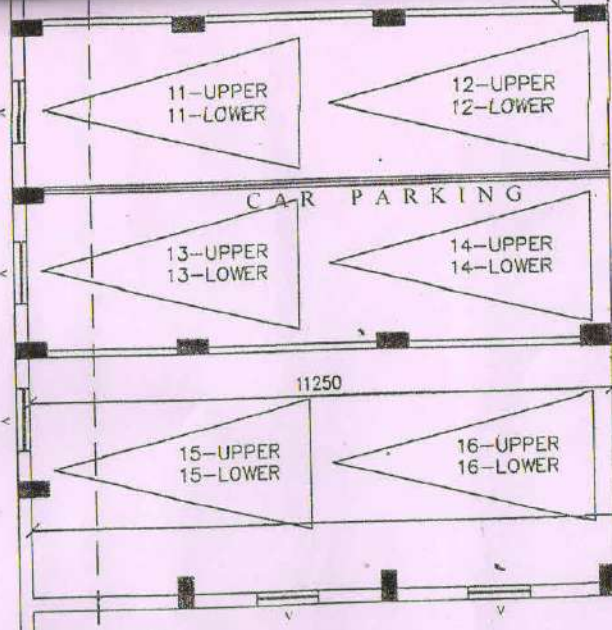 11-UPPER
11-LOWER
12-UPPER
12-LOWER
CAR PARKING
13-UPPER
13-LOWER
14-UPPER
14-LOWER
11250
15-UPPER
15-LOWER
16-UPPER
16-LOWER
V
V